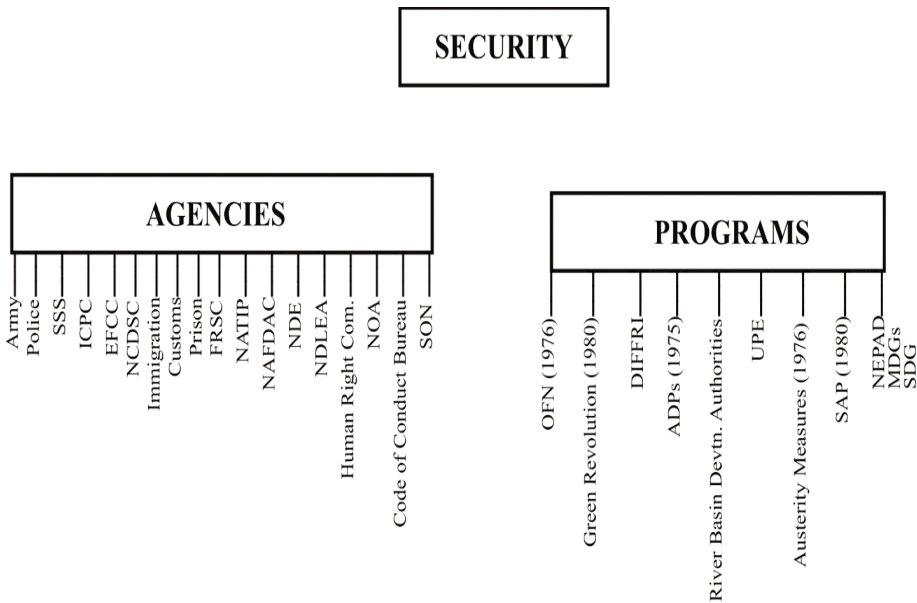 SECURITY
AGENCIES
PROGRAMS
Army
Police
SSS
ICPC
EFCC
NCDSC
Immigration
Customs
Prison
FRSC
NATIP
NAFDAC
NDE
NDLEA
Human Right Com.
NOA
Code of Conduct Bureau
SON
OFN (1976)
Green Revolution (1980)
DIFFRI
ADPs (1975)
River Basin Devtn. Authorities
UPE
Austerity Measures (1976)
SAP (1980)
NEPAD
MDGs
SDG